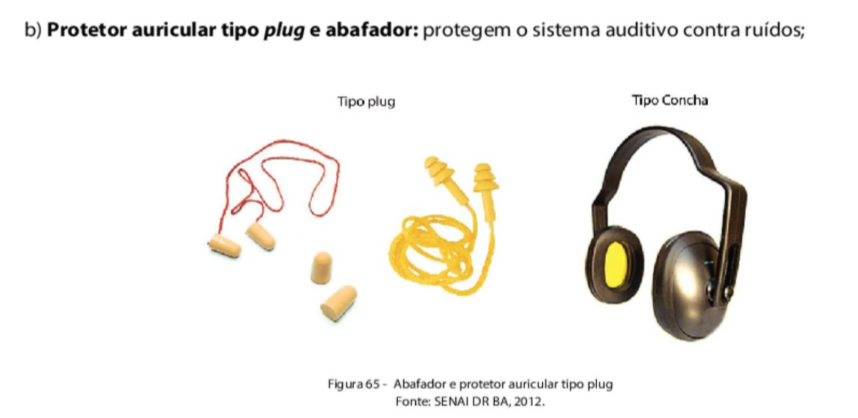 b) Protetor auricular tipo plug e abafador: protegem o sistema auditivo contra ruídos;
Tipo plug
Tipo Concha
Figura 65 - Abafador e protetor auricular tipo plug
Fonte: SENAI DR BA, 2012.